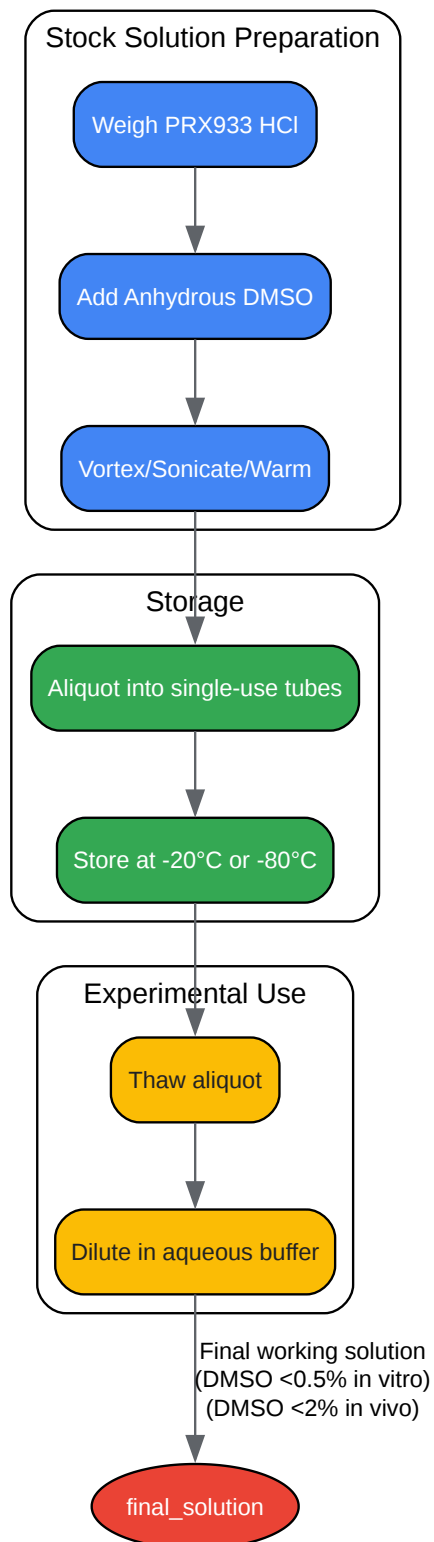 Stock Solution Preparation
Weigh PRX933 HCl
Add Anhydrous DMSO
Vortex/Sonicate/Warm
Storage
Aliquot into single-use tubes
Store at -20°C or -80°C
Experimental Use
Thaw aliquot
Dilute in aqueous buffer
Final working solution
(DMSO <0.5% in vitro)
(DMSO <2% in vivo)
final_solution